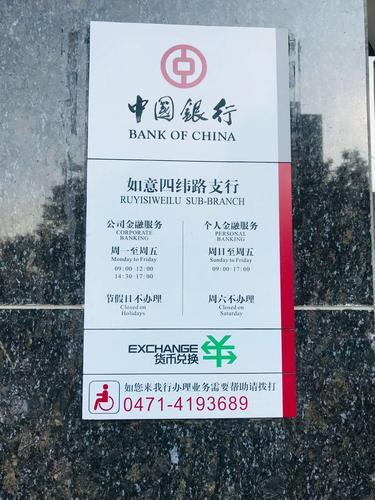 中國銀行
BANK OF CHINA
如意四纬路支行
RUYISIWEILU SUB-BRANCH
公司金融服务
CORPORATE
BANKING
周一至周五
Monday to Friday
09:00-12:00
14:30-17:00
节假日不办理
Closed on
Holidays
个人金融服务
PERSONAL
BANKING
周日至周五
Sunday to Friday
09:00-17:00
周六不办理
Closed on
Saturday
EXCHANGE
货币兑换
如您来我行办理业务需要帮助请拨打
0471-4193689